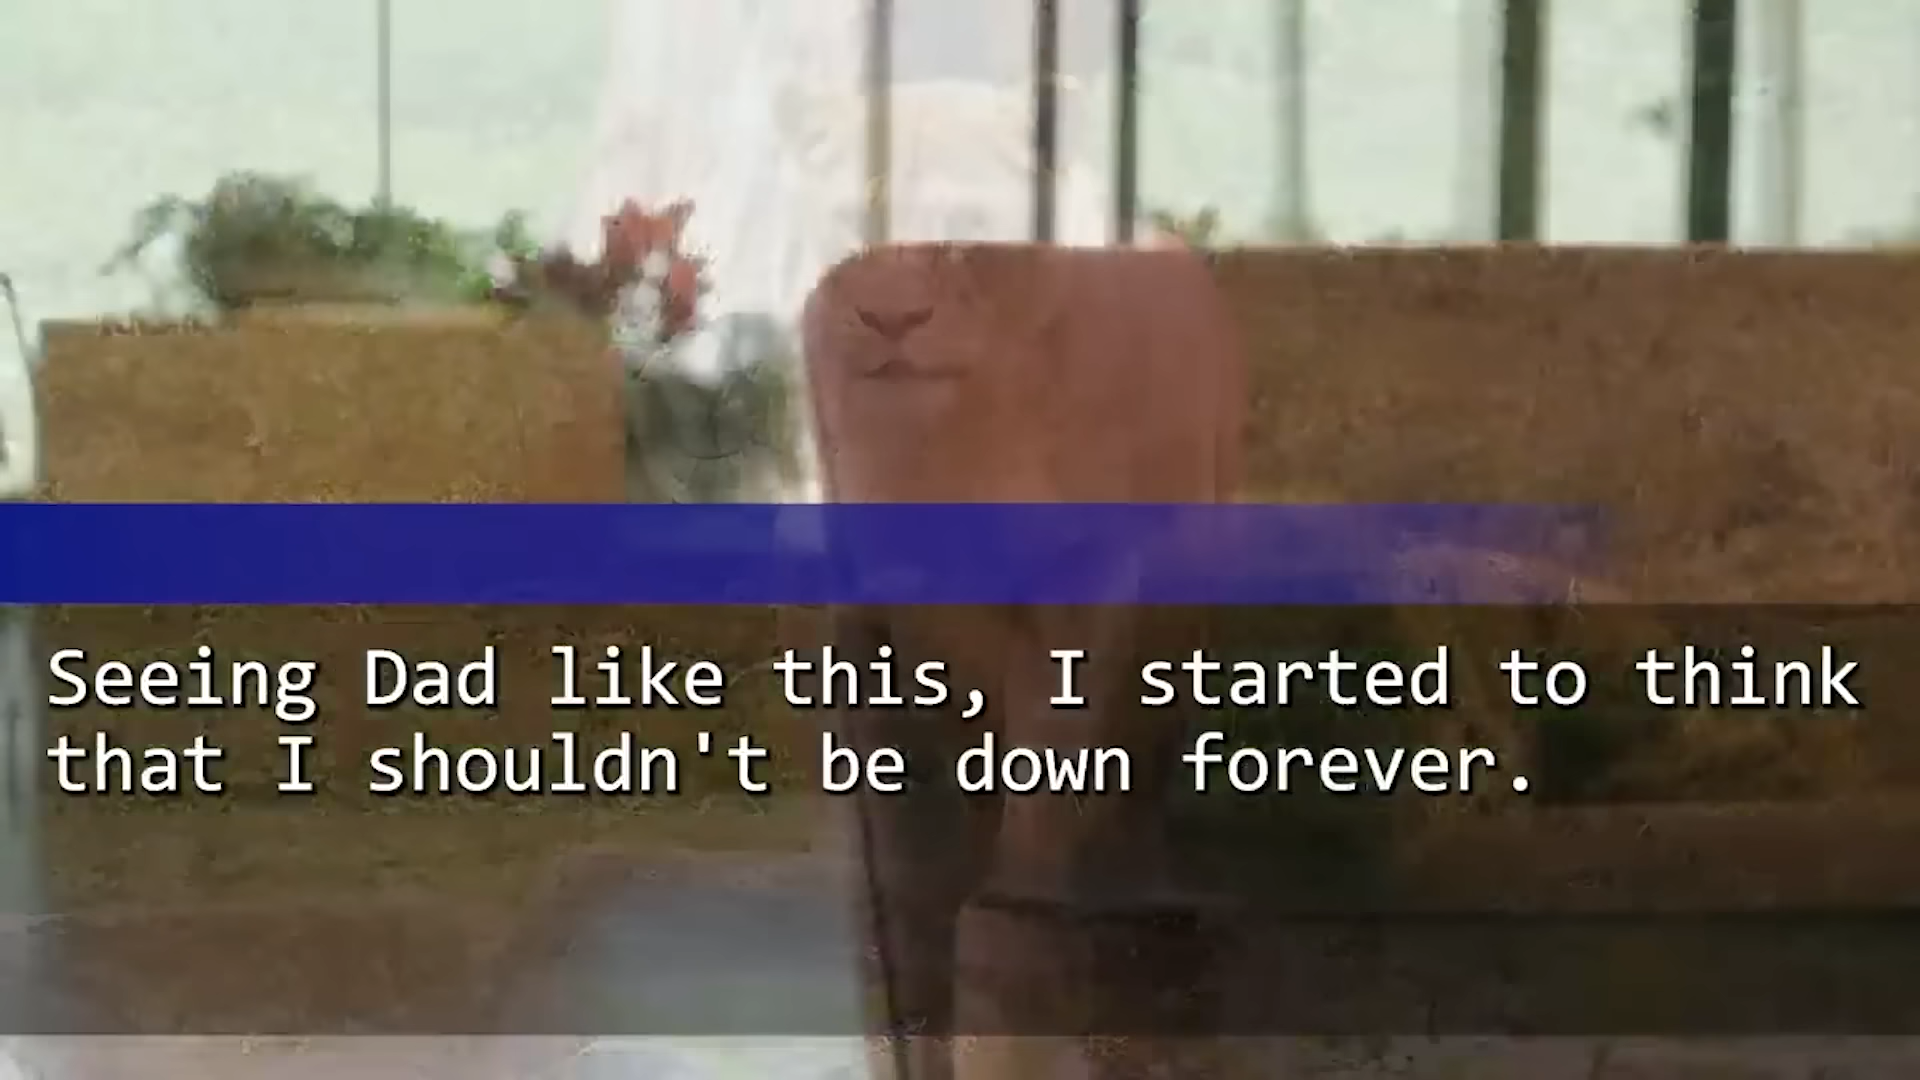 Seeing Dad like this, I started to think
that I shouldn't be down forever.